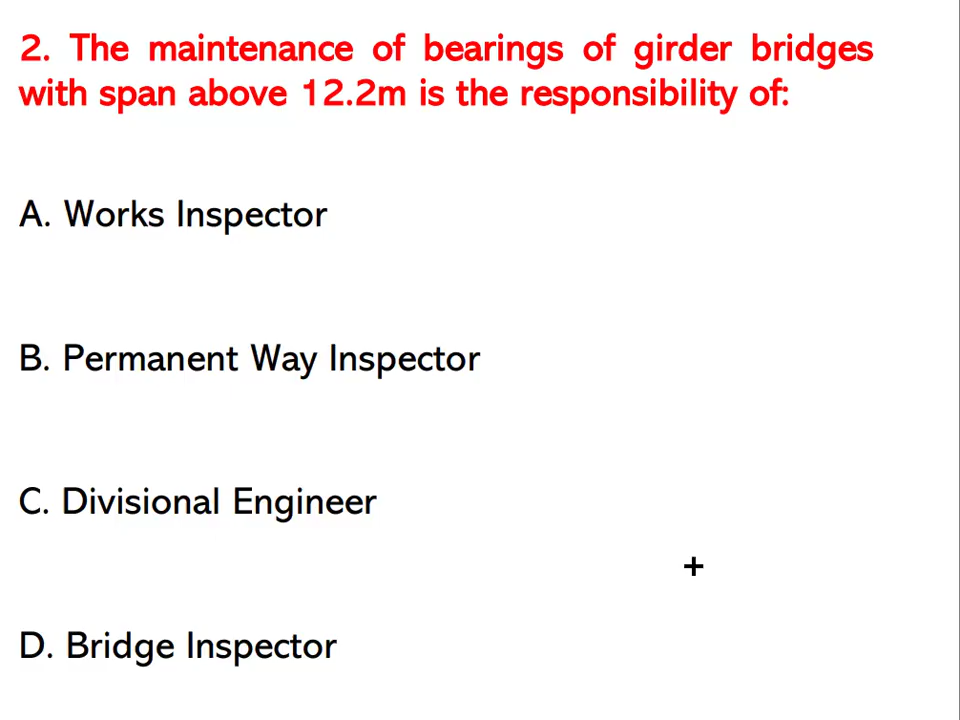 2. The maintenance of bearings of girder bridges
with span above 12.2m is the responsibility of:
A. Works Inspector
B. Permanent Way Inspector
C. Divisional Engineer
+
D. Bridge Inspector